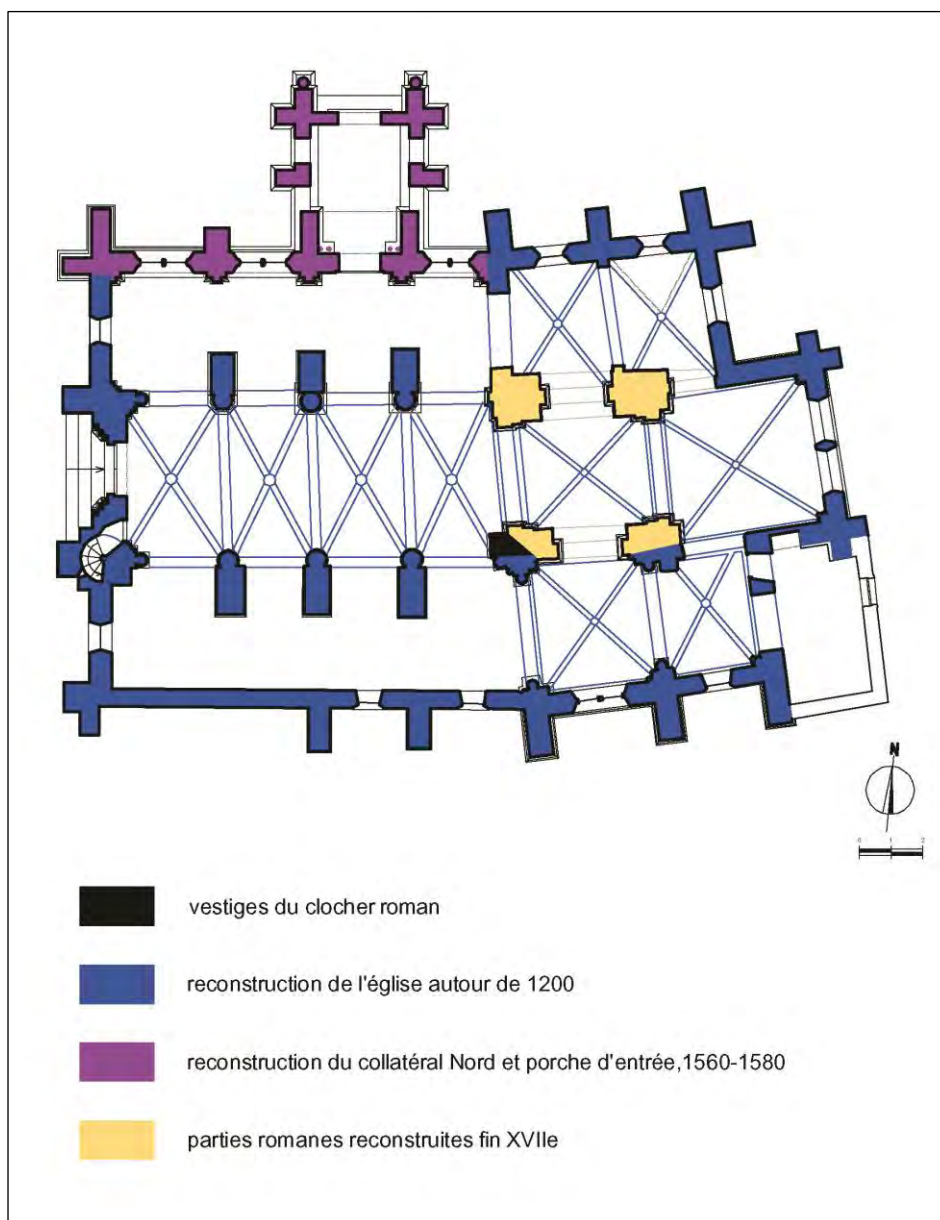 N
vestiges du clocher roman
reconstruction de l'église autour de 1200
reconstruction du collatéral Nord et porche d'entrée,1560-1580
parties romanes reconstruites fin XVIIe